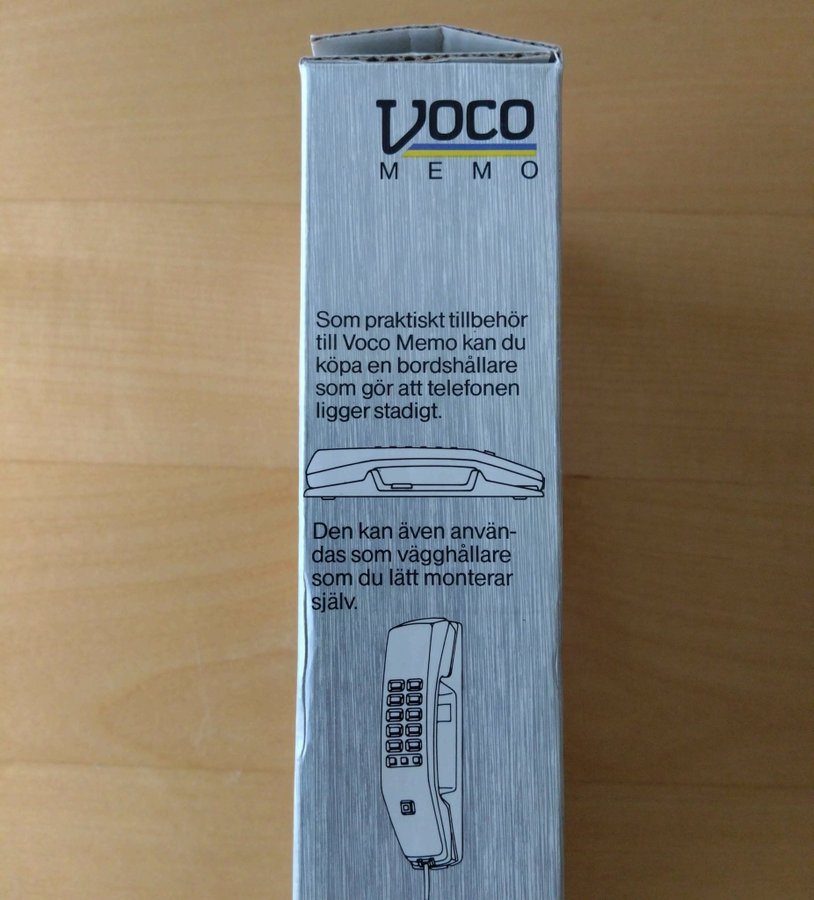 VOCO
MEMO
Som praktiskt tillbehör
till Voco Memo kan du
köpa en bordshållare
som gör att telefonen
ligger stadigt.
Den kan även använ-
das som vägghållare
som du lätt monterar
själv.